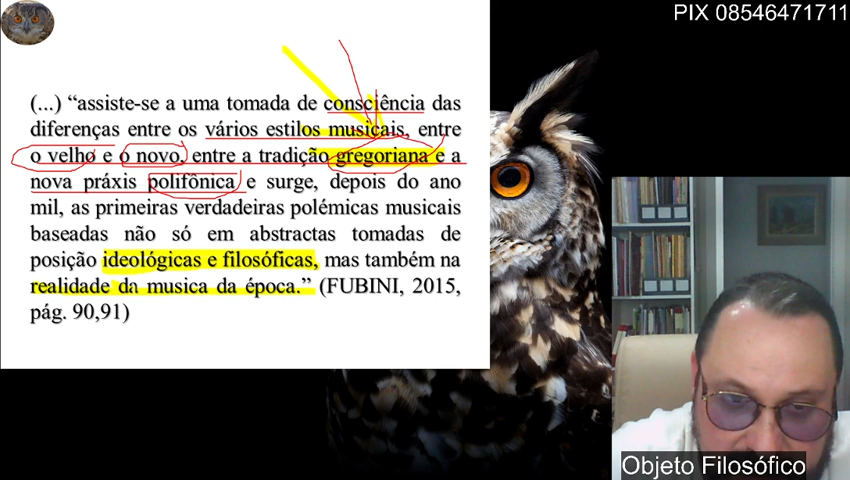 PIX 08546471711
(...) “assiste-se a uma tomada de consciência das
diferenças entre os vários estilos musicais, entre
o velho e o novo, entre a tradição gregoriana e a
nova práxis polifônica e surge, depois do ano
mil, as primeiras verdadeiras polémicas musicais
baseadas não só em abstractas tomadas de
posição ideológicas e filosóficas, mas também na
realidade da musica da época.” (FUBINI, 2015,
pág. 90,91)
Objeto Filosófico